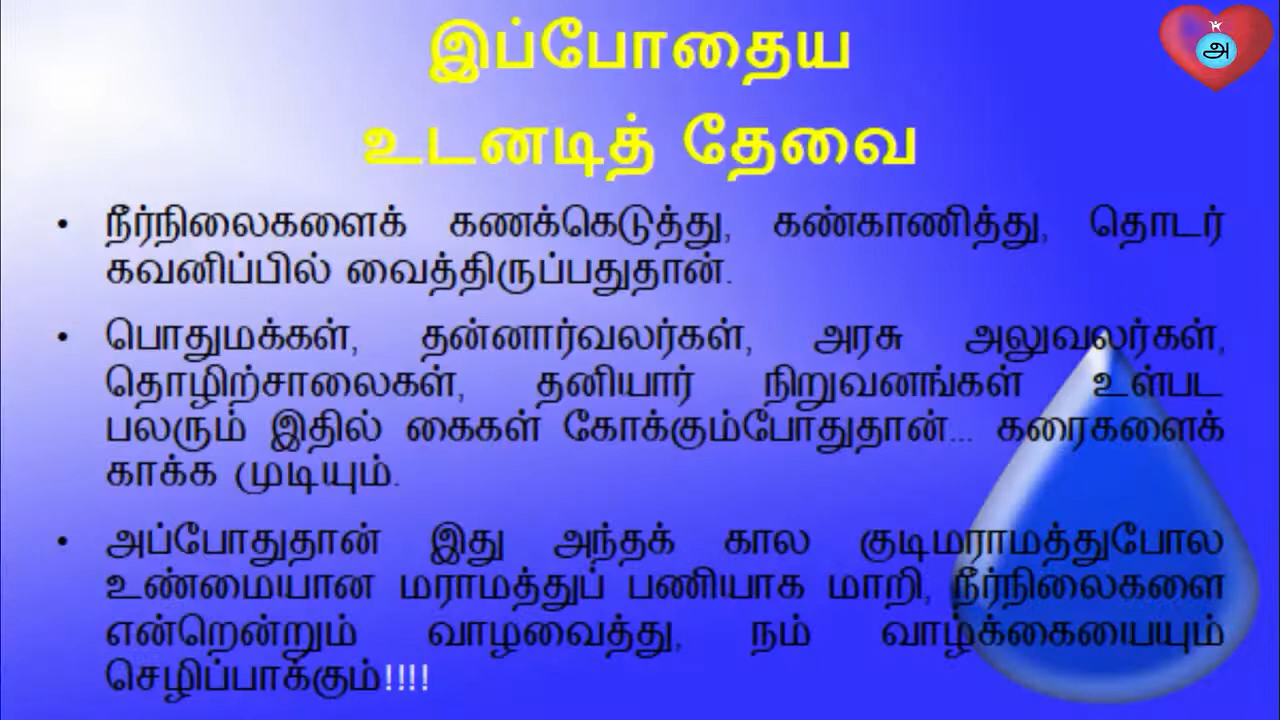 அ
இப்போதைய
உடனடித் தேவை
• நீர்நிலைகளைக் கணக்கெடுத்து, கண்காணித்து, தொடர்
கவனிப்பில் வைத்திருப்பதுதான்.
• பொதுமக்கள், தன்னார்வலர்கள், அரசு அலுவலர்கள்,
தொழிற்சாலைகள், தனியார் நிறுவனங்கள் உள்பட
பலரும் இதில் கைகள் கோக்கும்போதுதான்... கரைகளைக்
காக்க முடியும்.
• அப்போதுதான் இது அந்தக் கால குடிமராமத்துபோல
உண்மையான மராமத்துப் பணியாக மாறி, நீர்நிலைகளை
என்றென்றும் வாழவைத்து, நம் வாழ்க்கையையும்
செழிப்பாக்கும்!!!!